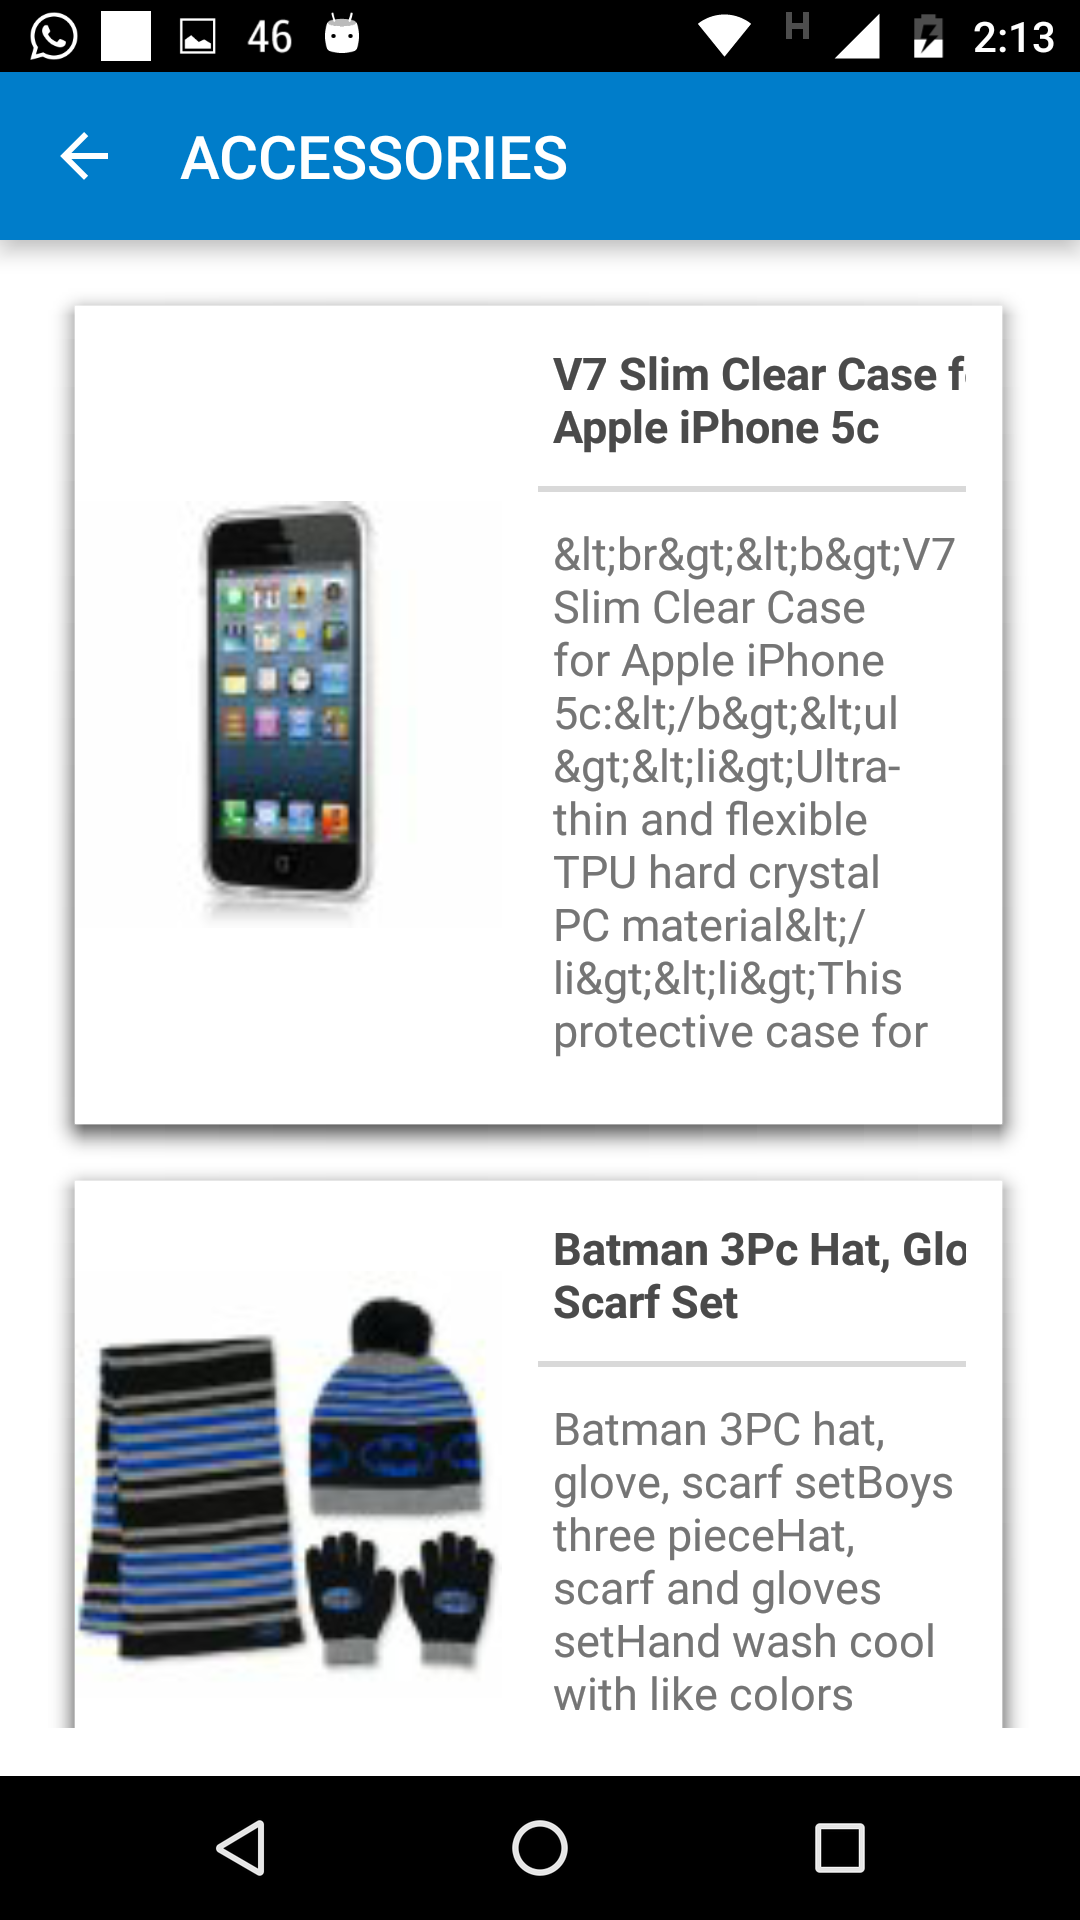 46
H
2:13
ACCESSORIES
V7 Slim Clear Case f
Apple iPhone 5c
&lt;br&gt;&lt;b&gt;V7
Slim Clear Case
for Apple iPhone
5c:&lt;/b&gt;&lt;ul
&gt;&lt;li&gt;Ultra-
thin and flexible
TPU hard crystal
PC material&lt;/
li&gt;&lt;li&gt;This
protective case for
Batman 3Pc Hat, Glo
Scarf Set
Batman 3PC hat,
glove, scarf setBoys
three pieceHat,
scarf and gloves
setHand wash cool
with like colors